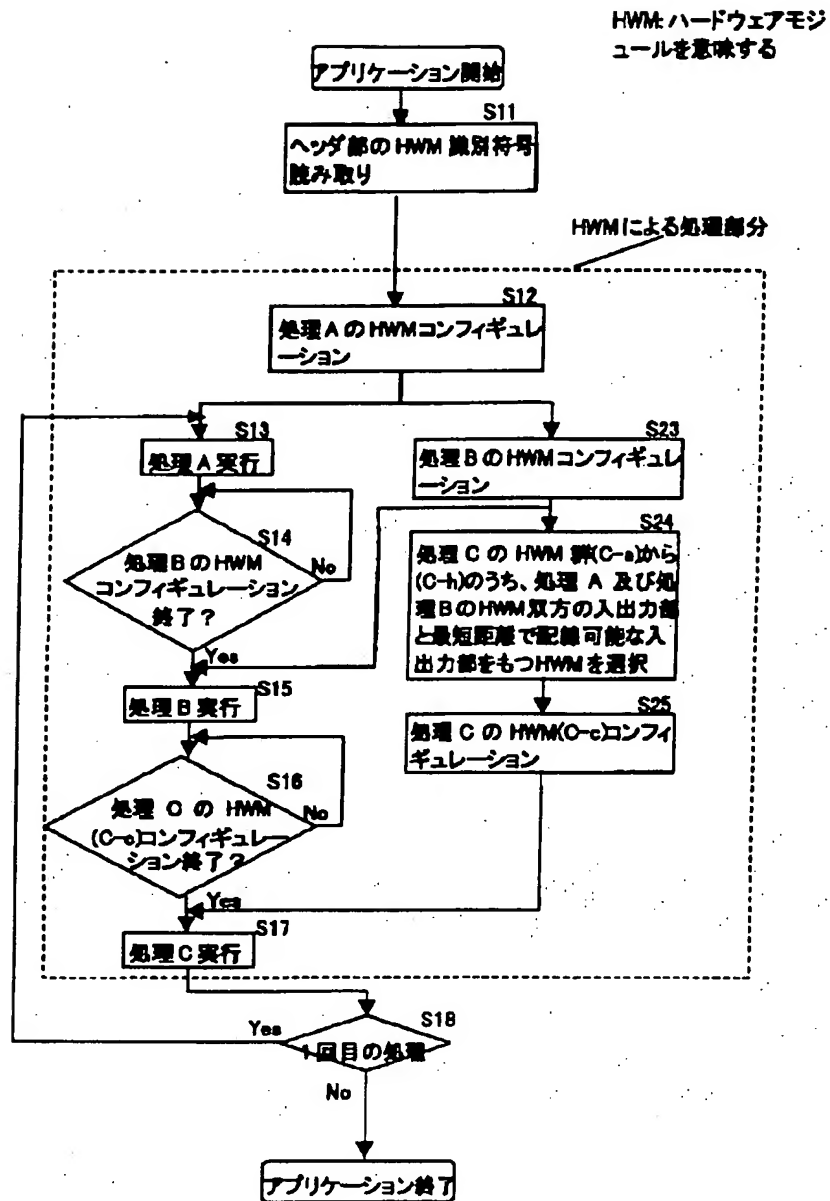 HWM: ハードウェアモジ
ュールを意味する
アプリケーション開始
S11
ヘッダ部のHWM 識別符号
読み取り
HWMによる処理部分
S12
処理AのHWMコンフィギュレ
ーション
S13
処理A実行
S23
処理BのHWMコンフィギュレ
ーション
S14
処理BのHWM
コンフィギュレーション
終了?
No
Yes
S24
処理CのHWM 群(C-a)から
(C-h)のうち、処理A 及び処
理BのHWM双方の入出力部
と最短距離で配線可能な入
出力部をもつHWMを選択
S15
処理B実行
S25
処理CのHWM(C-c)コンフィ
ギュレーション
S16
処理CのHWM
(C-c)コンフィギュレー
ション終了?
No
Yes
S17
処理C実行
S18
1回目の処理
Yes
No
アプリケーション終了